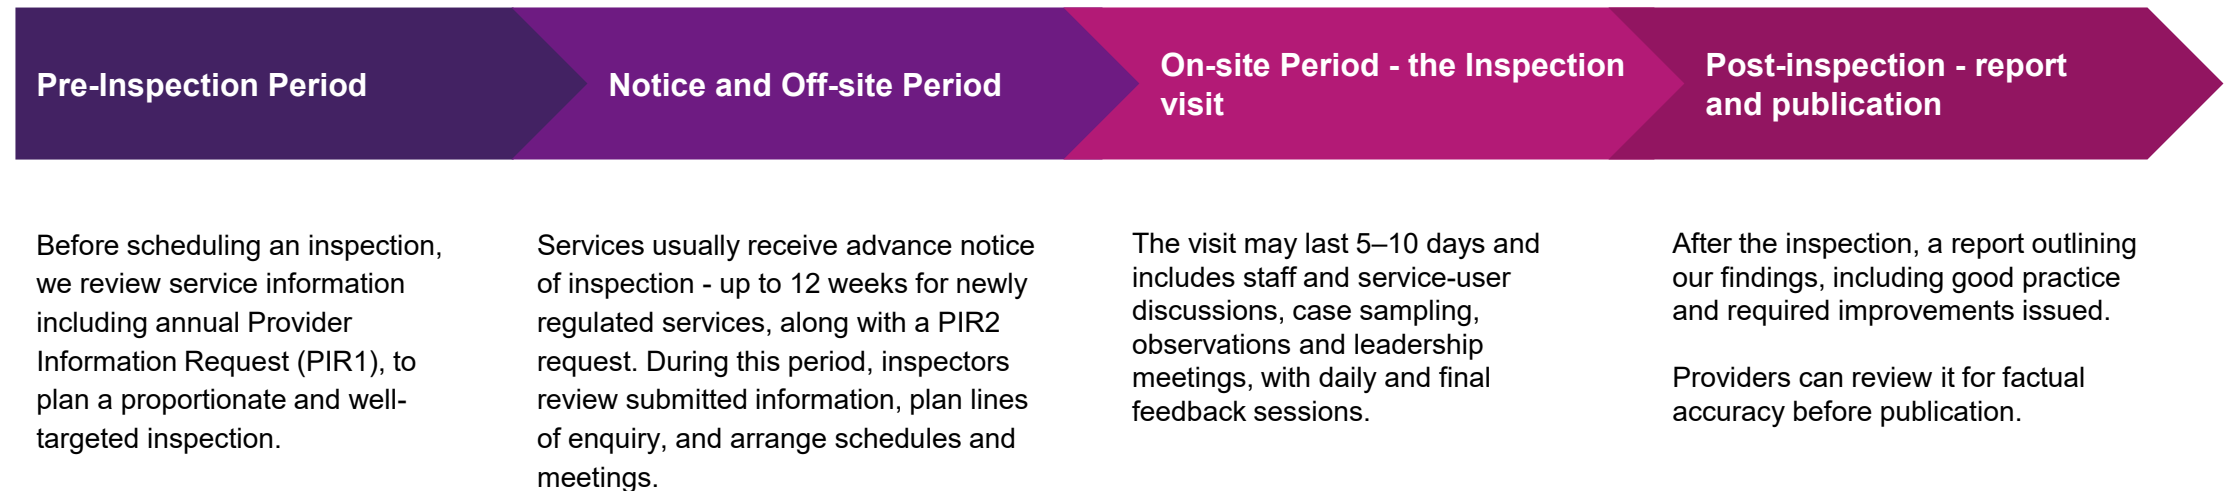 Pre-Inspection Period
Notice and Off-site Period
On-site Period - the Inspection
visit
Post-inspection - report
and publication
Before scheduling an inspection,
we review service information
including annual Provider
Information Request (PIR1), to
plan a proportionate and well-
targeted inspection.
Services usually receive advance notice
of inspection - up to 12 weeks for newly
regulated services, along with a PIR2
request. During this period, inspectors
review submitted information, plan lines
of enquiry, and arrange schedules and
meetings.
The visit may last 5–10 days and
includes staff and service-user
discussions, case sampling,
observations and leadership
meetings, with daily and final
feedback sessions.
After the inspection, a report outlining
our findings, including good practice
and required improvements issued.
Providers can review it for factual
accuracy before publication.